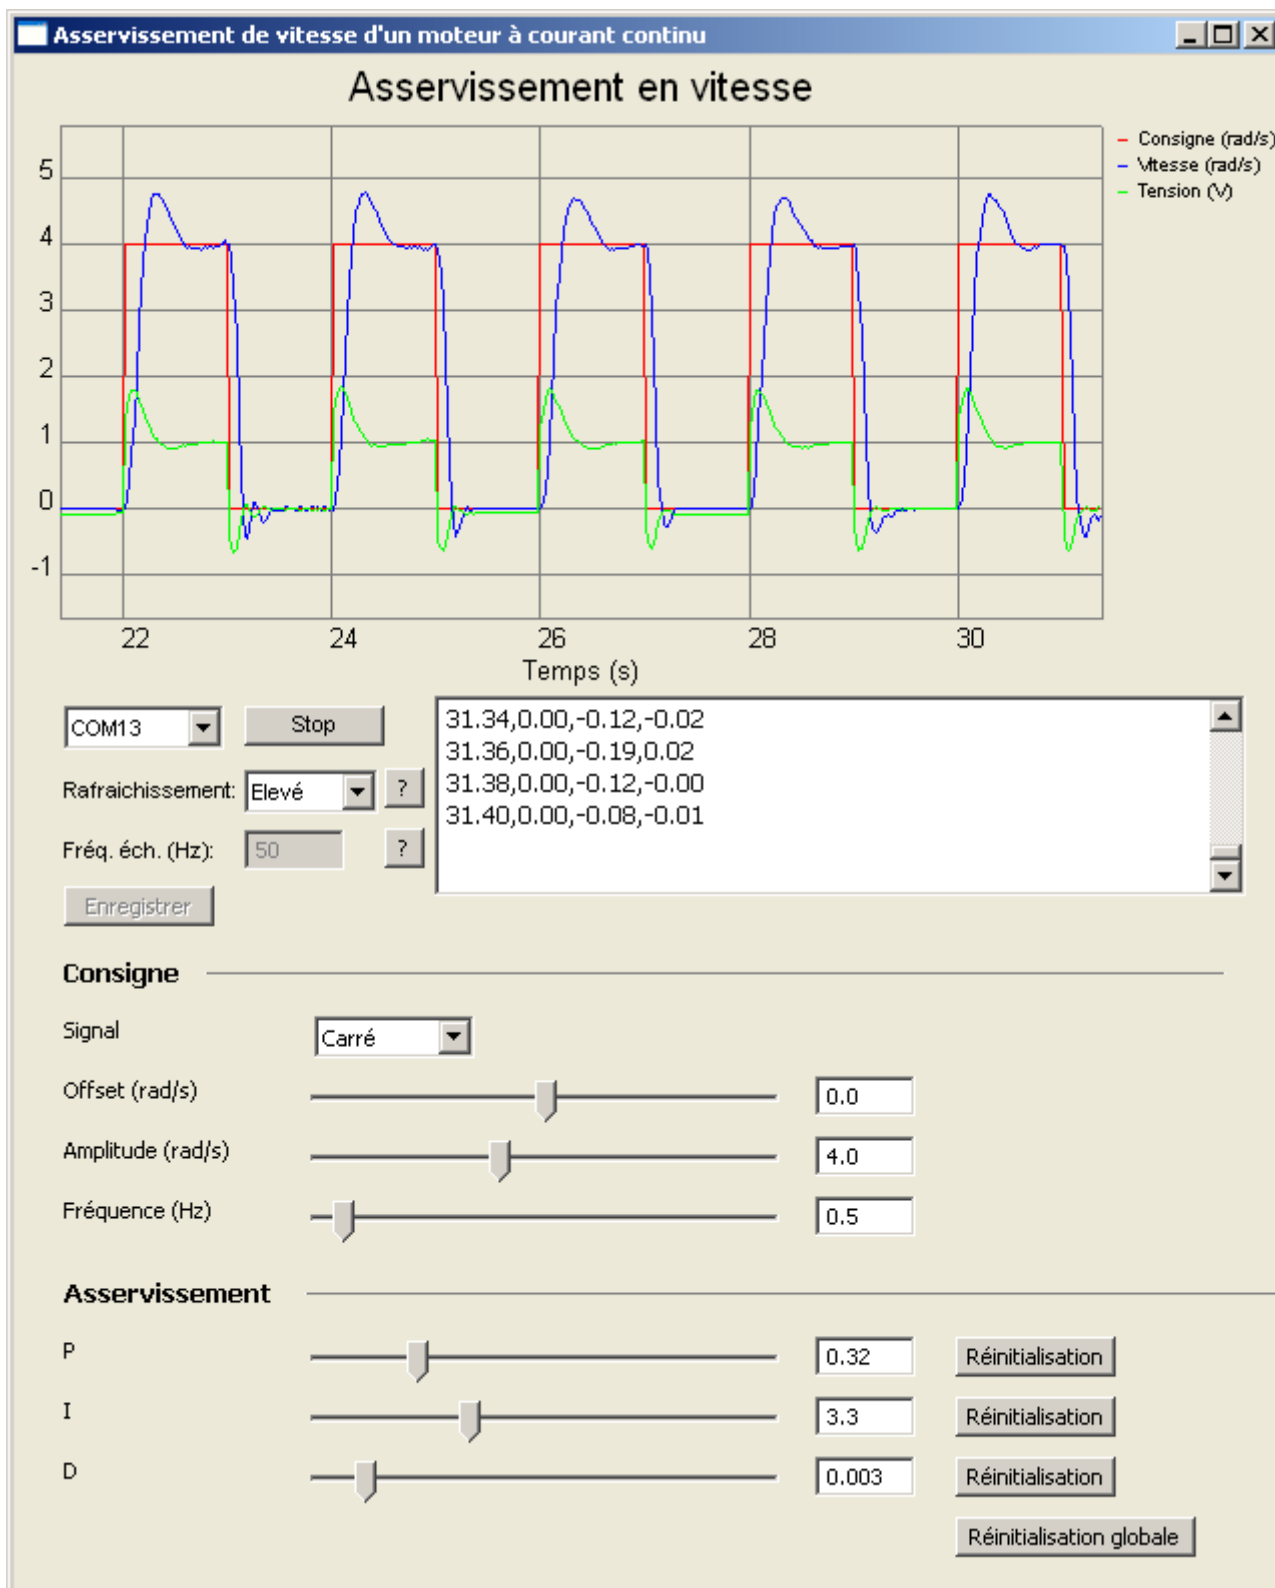 Asservissement de vitesse d'un moteur à courant continu
Asservissement en vitesse
Consigne (rad/s)
Vitesse (rad/s)
Tension (V)
5
4
3
2
1
0
-1
22 24 26 28 30
Temps (s)
COM13
Stop
Rafraichissement: Elevé ?
Fréq. éch. (Hz): 50 ?
Enregistrer
31.34,0.00,-0.12,-0.02
31.36,0.00,-0.19,0.02
31.38,0.00,-0.12,-0.00
31.40,0.00,-0.08,-0.01
Consigne
Signal Carré
Offset (rad/s) 0.0
Amplitude (rad/s) 4.0
Fréquence (Hz) 0.5
Asservissement
P 0.32 Réinitialisation
I 3.3 Réinitialisation
D 0.003 Réinitialisation
Réinitialisation globale